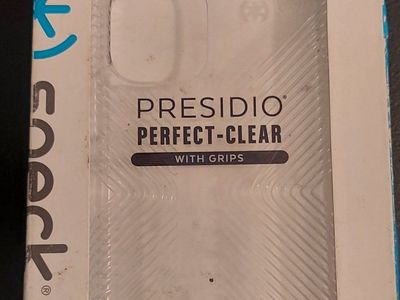 PRESIDIO®
PERFECT-CLEAR
WITH GRIPS
speck®